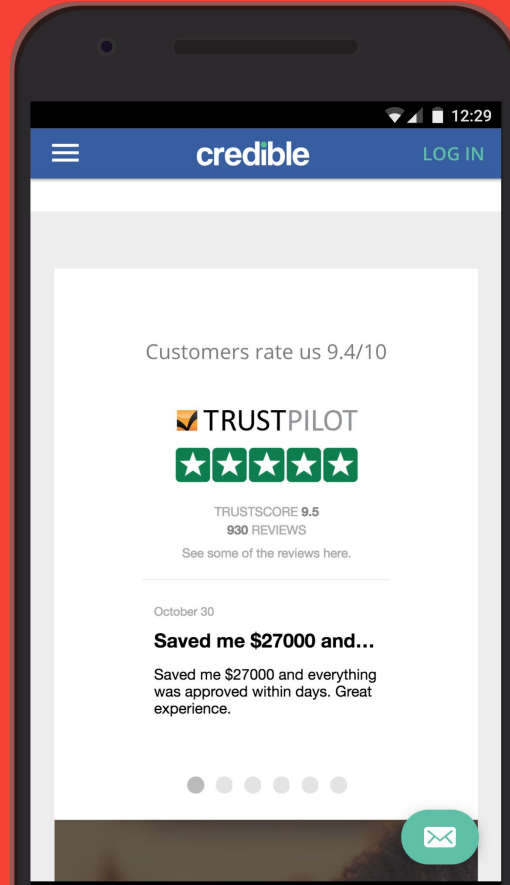 12:29
credible
LOG IN
Customers rate us 9.4/10
TRUSTPILOT
TRUSTSCORE 9.5
930 REVIEWS
See some of the reviews here.
October 30
Saved me $27000 and…
Saved me $27000 and everything
was approved within days. Great
experience.